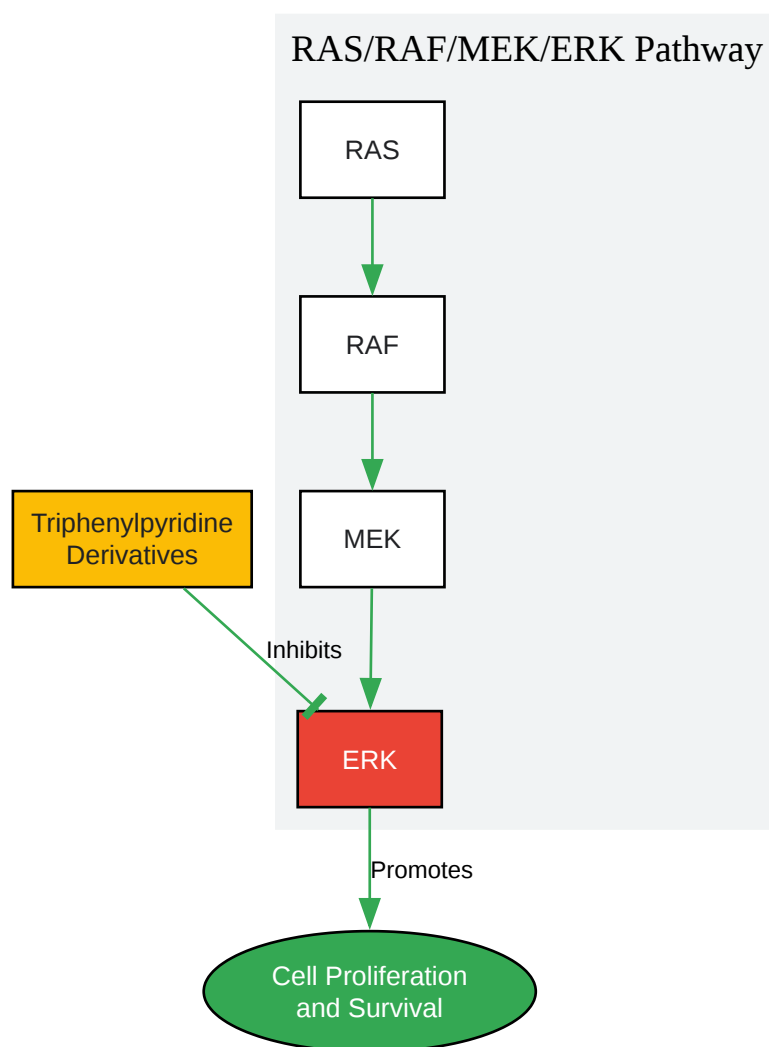 RAS/RAF/MEK/ERK Pathway
RAS
RAF
Triphenylpyridine
Derivatives
MEK
Inhibits
ERK
Promotes
Cell Proliferation
and Survival